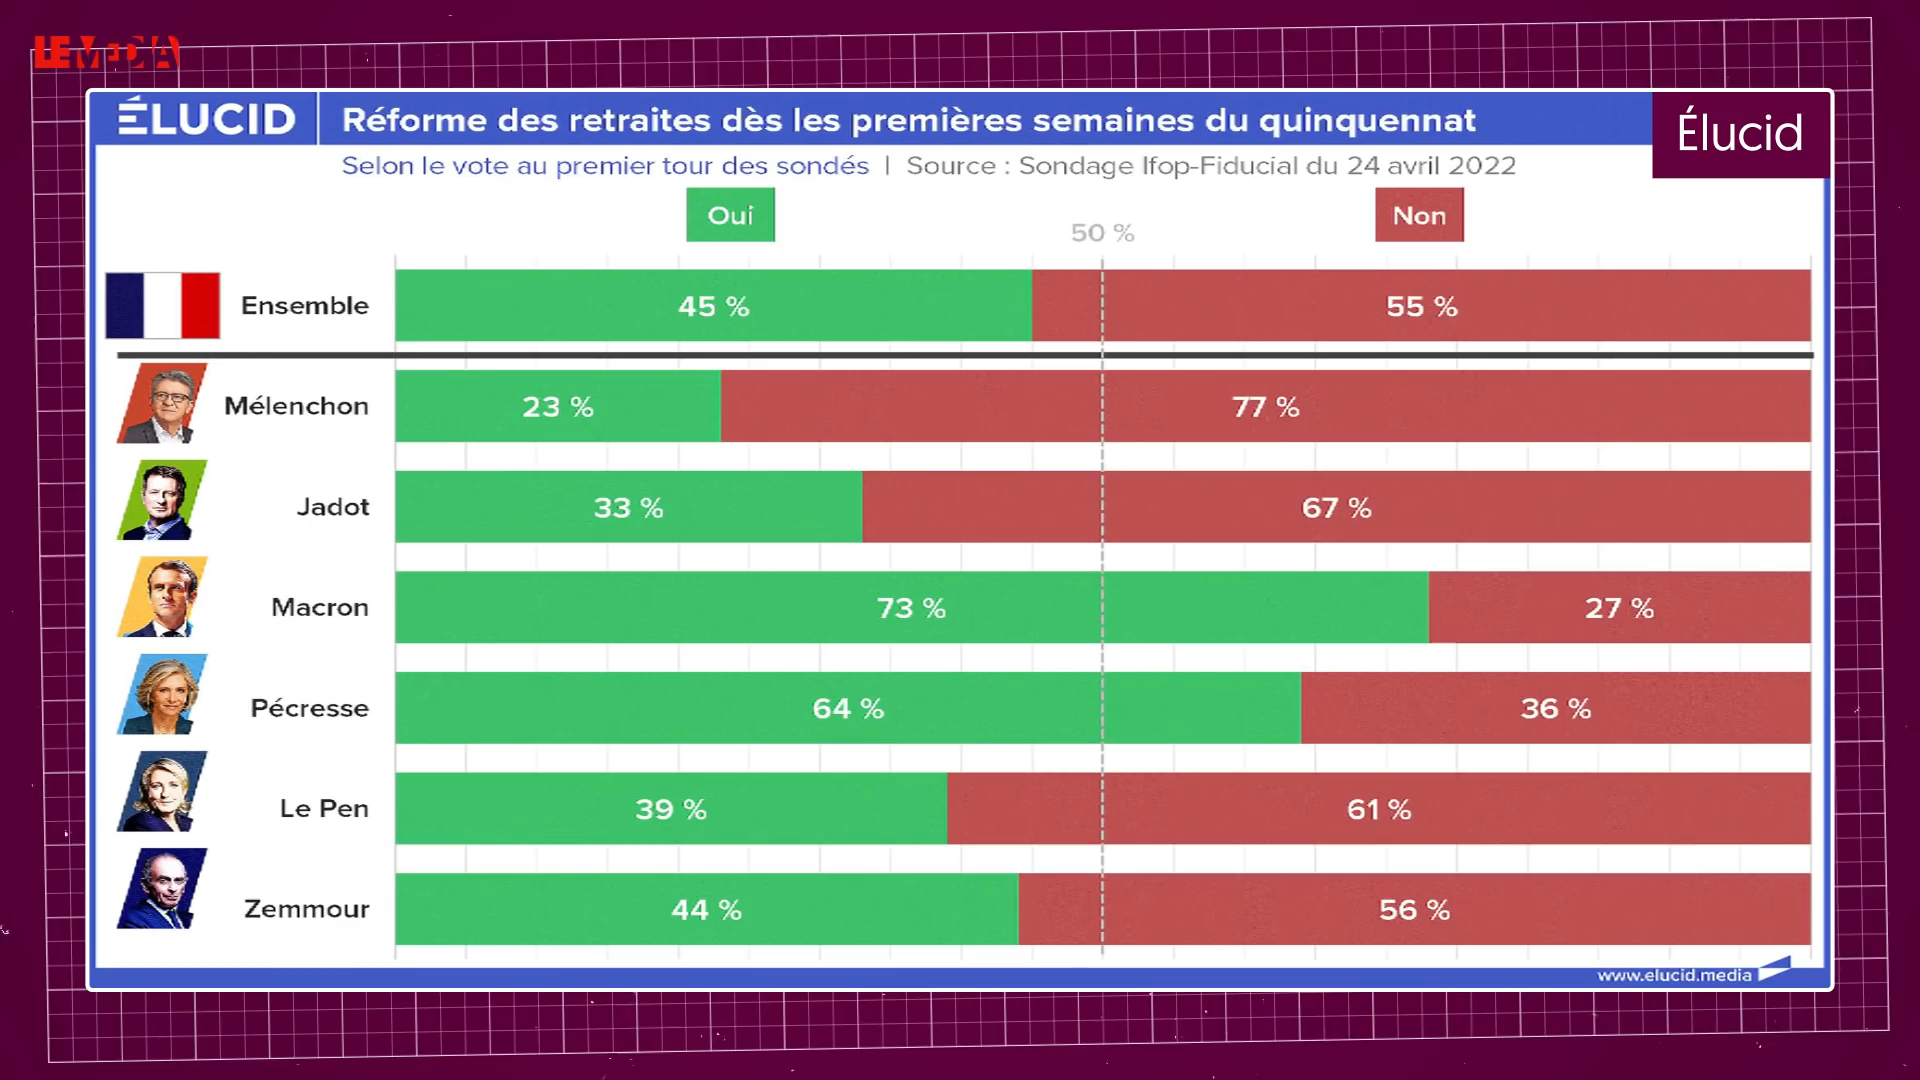 LE MEDIA
ÉLUCID
Réforme des retraites dès les premières semaines du quinquennat
Élucid
Selon le vote au premier tour des sondés | Source : Sondage Ifop-Fiducial du 24 avril 2022
Oui
50 %
Non
Ensemble
45 %
55 %
Mélenchon
23 %
77 %
Jadot
33 %
67 %
Macron
73 %
27 %
Pécresse
64 %
36 %
Le Pen
39 %
61 %
Zemmour
44 %
56 %
www.elucid.media